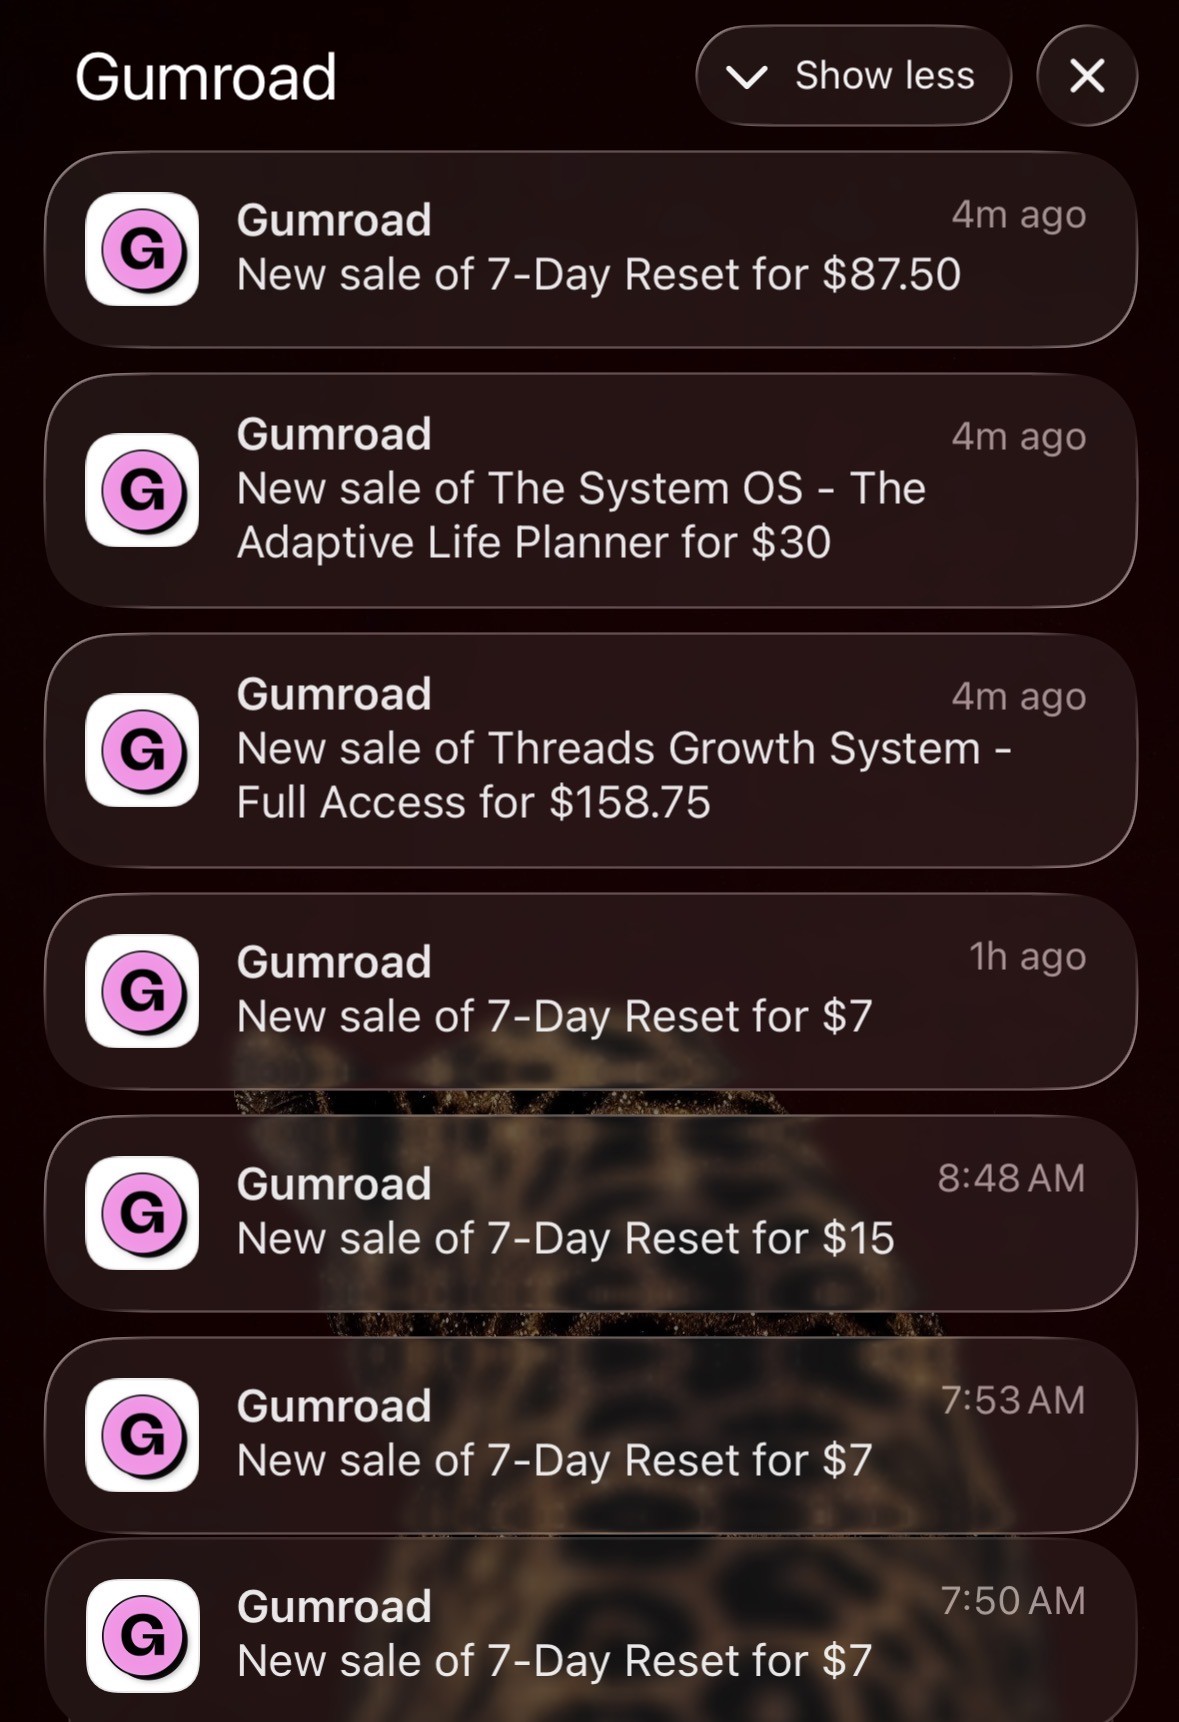 Gumroad
Show less
G
Gumroad
4m ago
New sale of 7-Day Reset for $87.50
G
Gumroad
4m ago
New sale of The System OS - The
Adaptive Life Planner for $30
G
Gumroad
4m ago
New sale of Threads Growth System -
Full Access for $158.75
G
Gumroad
1h ago
New sale of 7-Day Reset for $7
G
Gumroad
8:48 AM
New sale of 7-Day Reset for $15
G
Gumroad
7:53 AM
New sale of 7-Day Reset for $7
G
Gumroad
7:50 AM
New sale of 7-Day Reset for $7